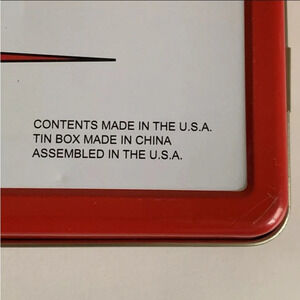 CONTENTS MADE IN THE U.S.A.
TIN BOX MADE IN CHINA
ASSEMBLED IN THE U.S.A.